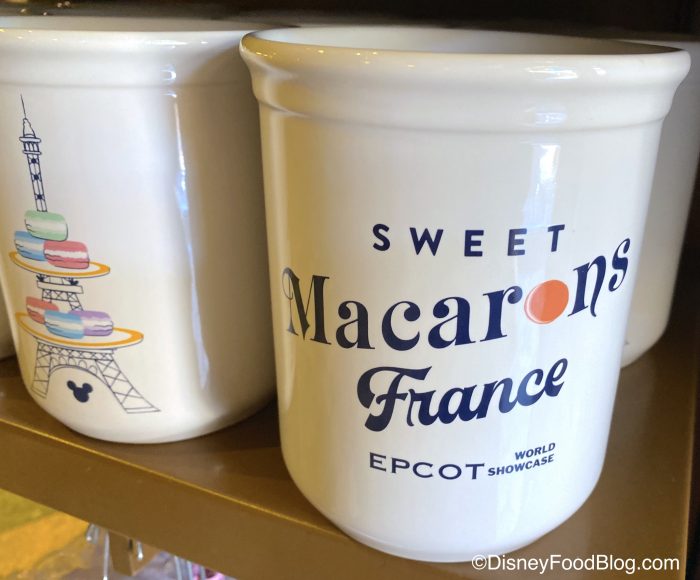 SWEET
Macarons
France
EPCOT WORLD SHOWCASE
©DisneyFoodBlog.com